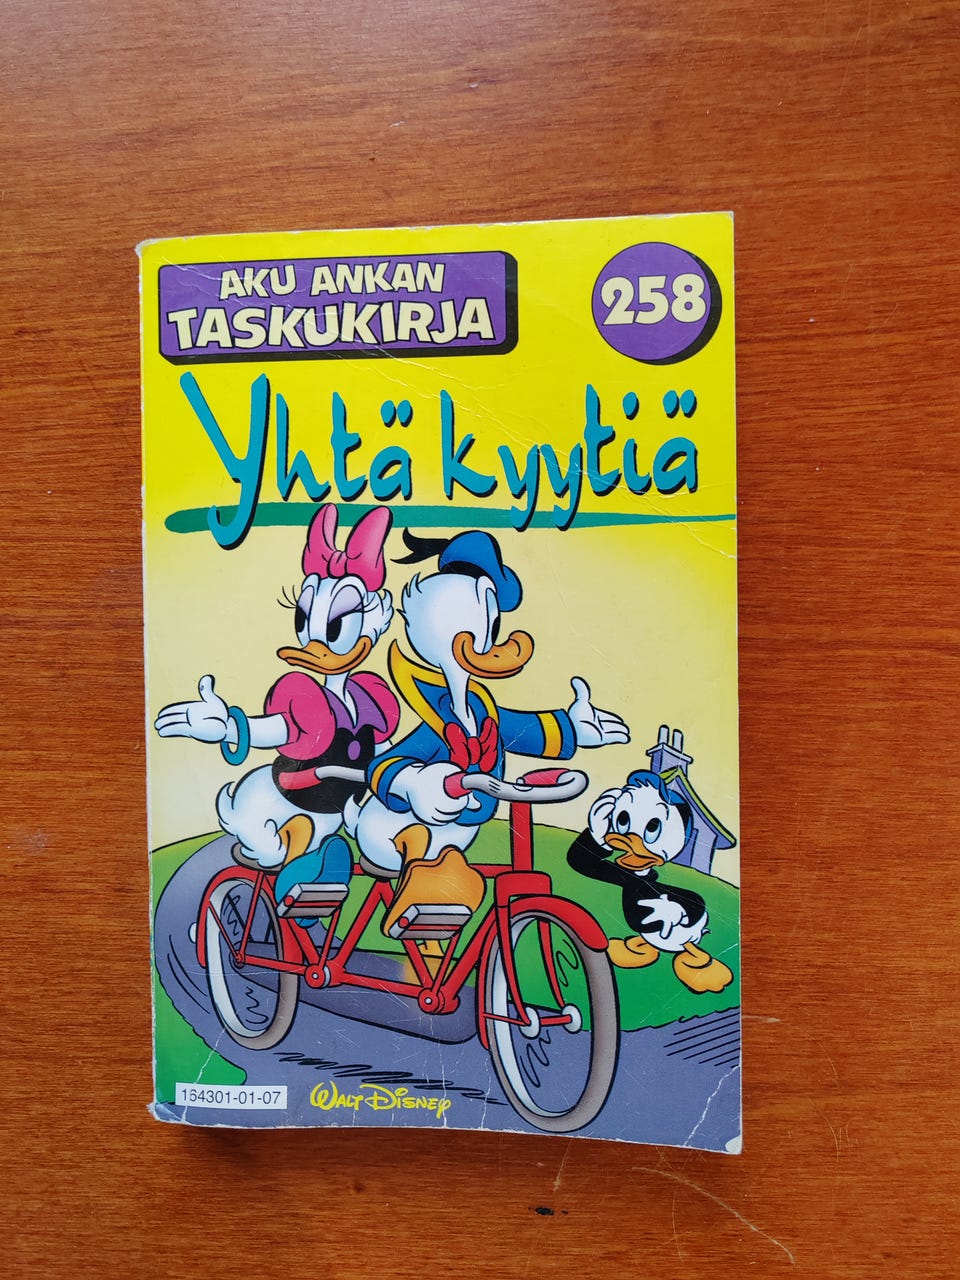 AKU ANKAN
TASKUKIRJA
258
Yhtä kyytiä
164301-01-07
WALT DISNEY